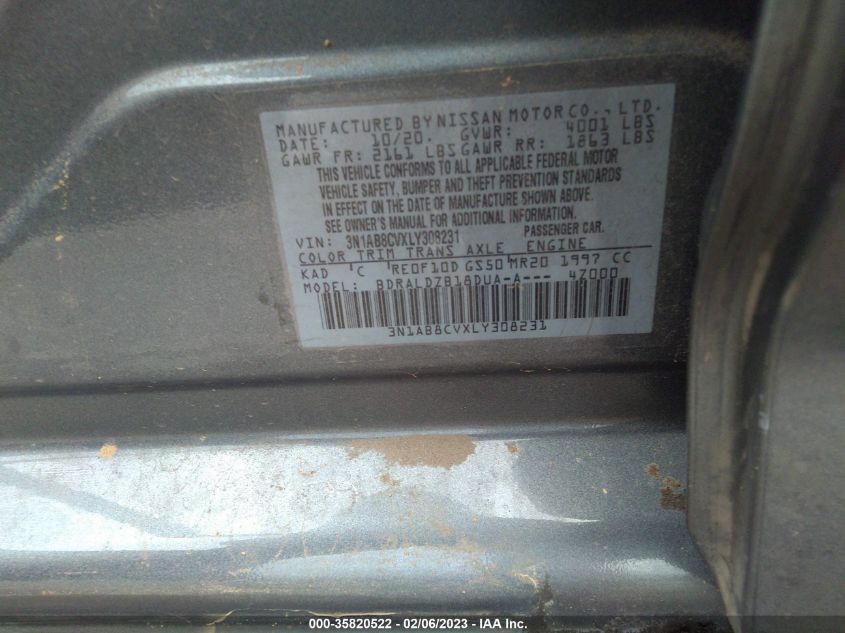 MANUFACTURED BY NISSAN MOTOR CO., LTD.
DATE: 10/20. GVWR: 4001 LBS
GAWR FR: 2161 LBS GAWR RR: 1863 LBS
THIS VEHICLE CONFORMS TO ALL APPLICABLE FEDERAL MOTOR
VEHICLE SAFETY, BUMPER AND THEFT PREVENTION STANDARDS
IN EFFECT ON THE DATE OF MANUFACTURE SHOWN ABOVE.
SEE OWNER'S MANUAL FOR ADDITIONAL INFORMATION.
VIN: 3N1AB8CVXLY308231 PASSENGER CAR.
COLOR TRIM TRANS AXLE ENGINE
KAD 'C 'RE0F10D GS50'MR20 1997 CC
MODEL: BDRALDZB18DUA-A--- 4Z000
3N1AB8CVXLY308231
000-35820522 - 02/06/2023 - IAA Inc.